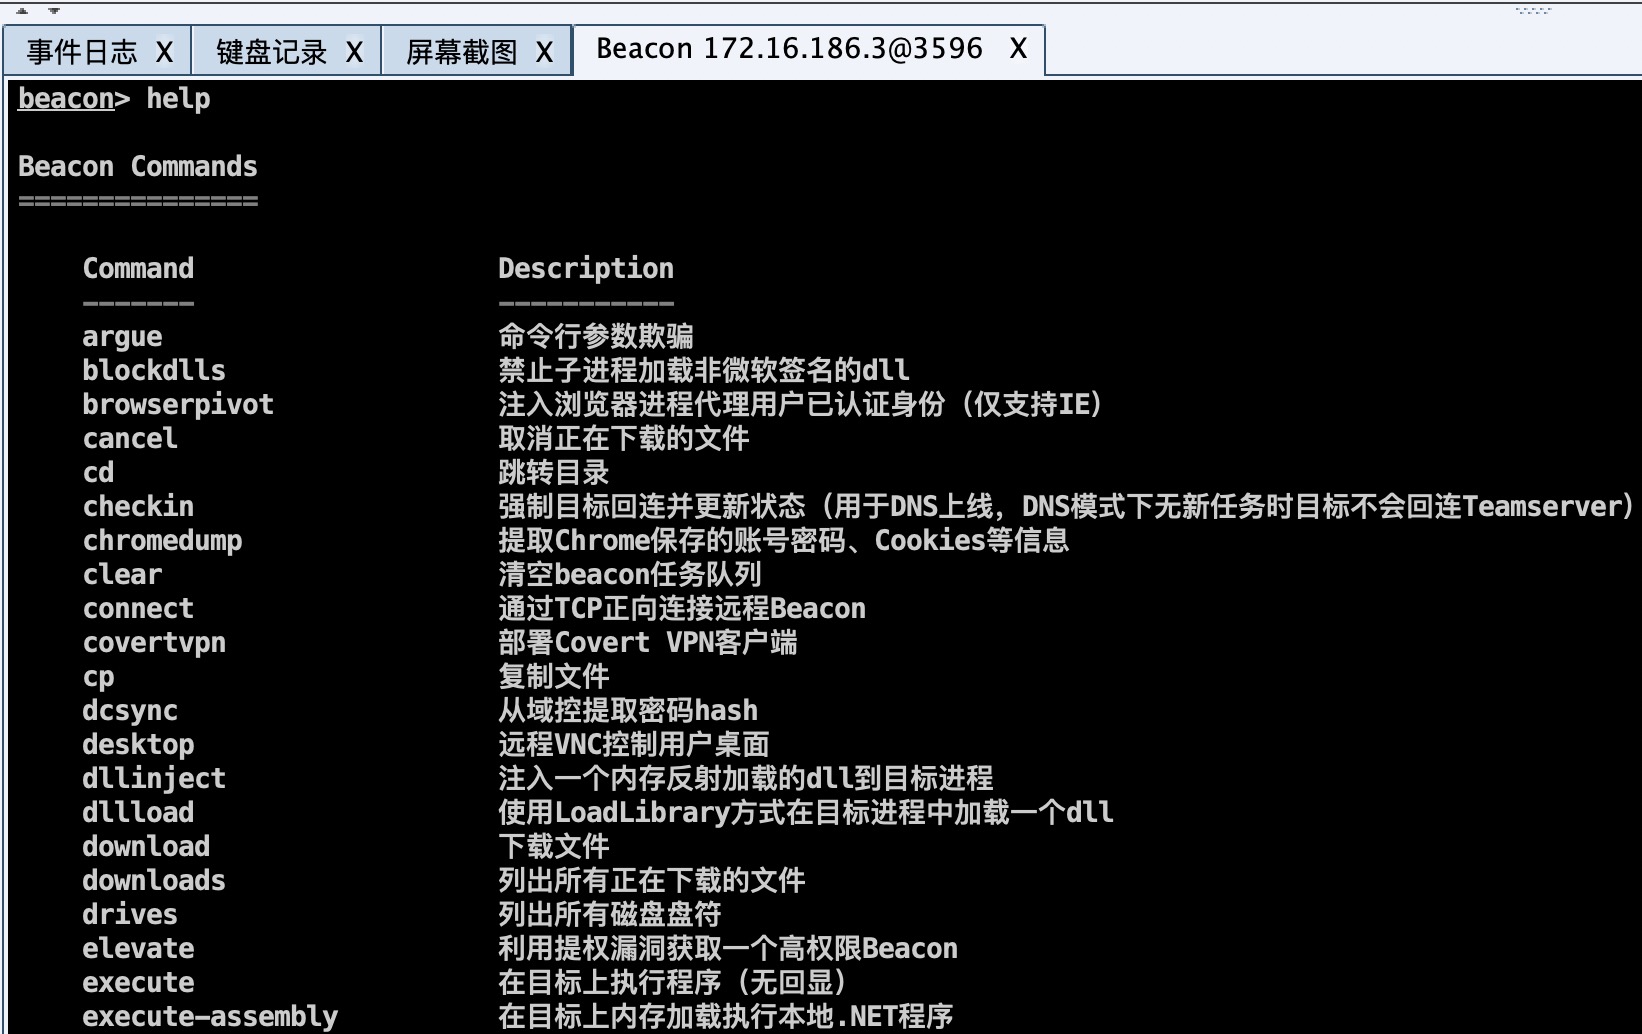 事件日志 X 键盘记录 X 屏幕截图 X Beacon 172.16.186.3@3596 X
beacon> help
Beacon Commands
===============
Command Description
------- -----------
argue 命令行参数欺骗
blockdlls 禁止子进程加载非微软签名的dll
browserpivot 注入浏览器进程代理用户已认证身份（仅支持IE）
cancel 取消正在下载的文件
cd 跳转目录
checkin 强制目标回连并更新状态（用于DNS上线，DNS模式下无新任务时目标不会回连Teamserver）
chromedump 提取Chrome保存的账号密码、Cookies等信息
clear 清空beacon任务队列
connect 通过TCP正向连接远程Beacon
covertvpn 部署Covert VPN客户端
cp 复制文件
dcsync 从域控提取密码hash
desktop 远程VNC控制用户桌面
dllinject 注入一个内存反射加载的dll到目标进程
dllload 使用LoadLibrary方式在目标进程中加载一个dll
download 下载文件
downloads 列出所有正在下载的文件
drives 列出所有磁盘盘符
elevate 利用提权漏洞获取一个高权限Beacon
execute 在目标上执行程序（无回显）
execute-assembly 在目标上内存加载执行本地.NET程序